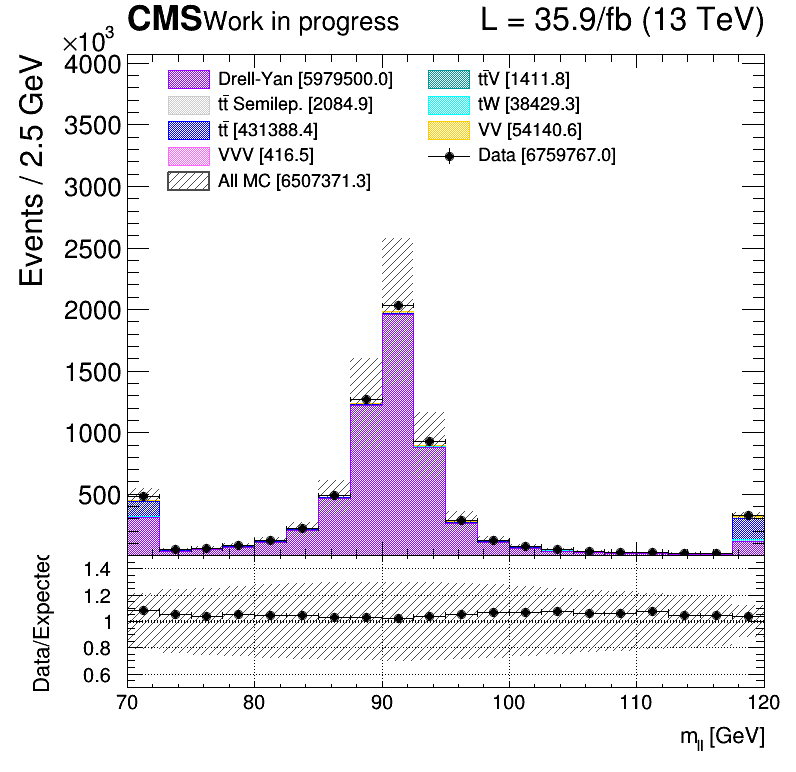 CMS Work in progress L = 35.9/fb (13 TeV)
×10³
Events / 2.5 GeV
4000
3500
3000
2500
2000
1500
1000
500
Drell-Yan [5979500.0]
tt̄ Semilep. [2084.9]
tt̄ [431388.4]
VVV [416.5]
All MC [6507371.3]
tt̄V [1411.8]
tW [38429.3]
VV [54140.6]
Data [6759767.0]
Data/Expected
1.4
1.2
1
0.8
0.6
70 80 90 100 110 120
m_ll [GeV]